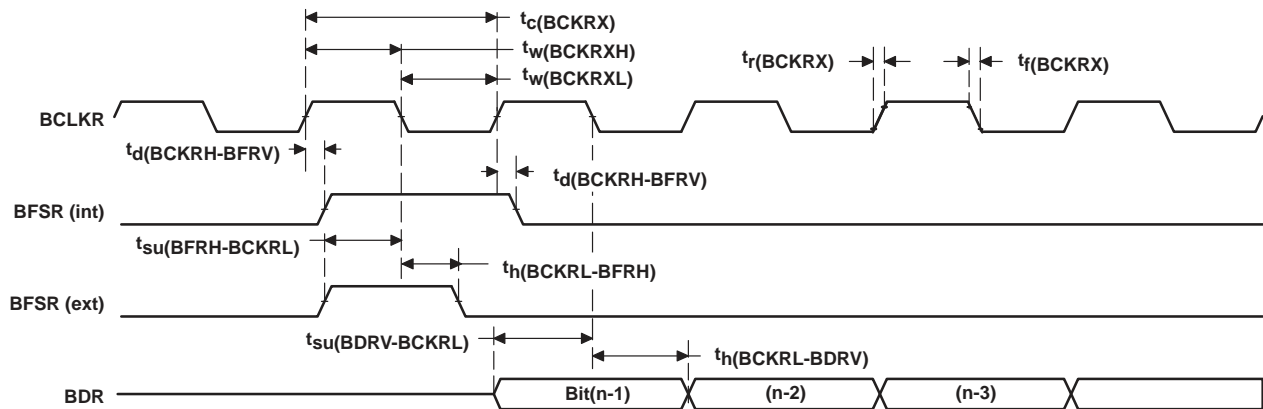 tc(BCKRX)
tw(BCKRXH)
tw(BCKRXL)
tr(BCKRX)
tf(BCKRX)
BCLKR
td(BCKRH-BFRV)
td(BCKRH-BFRV)
BFSR (int)
tsu(BFRH-BCKRL)
th(BCKRL-BFRH)
BFSR (ext)
tsu(BDRV-BCKRL)
th(BCKRL-BDRV)
BDR
Bit(n-1)
(n-2)
(n-3)